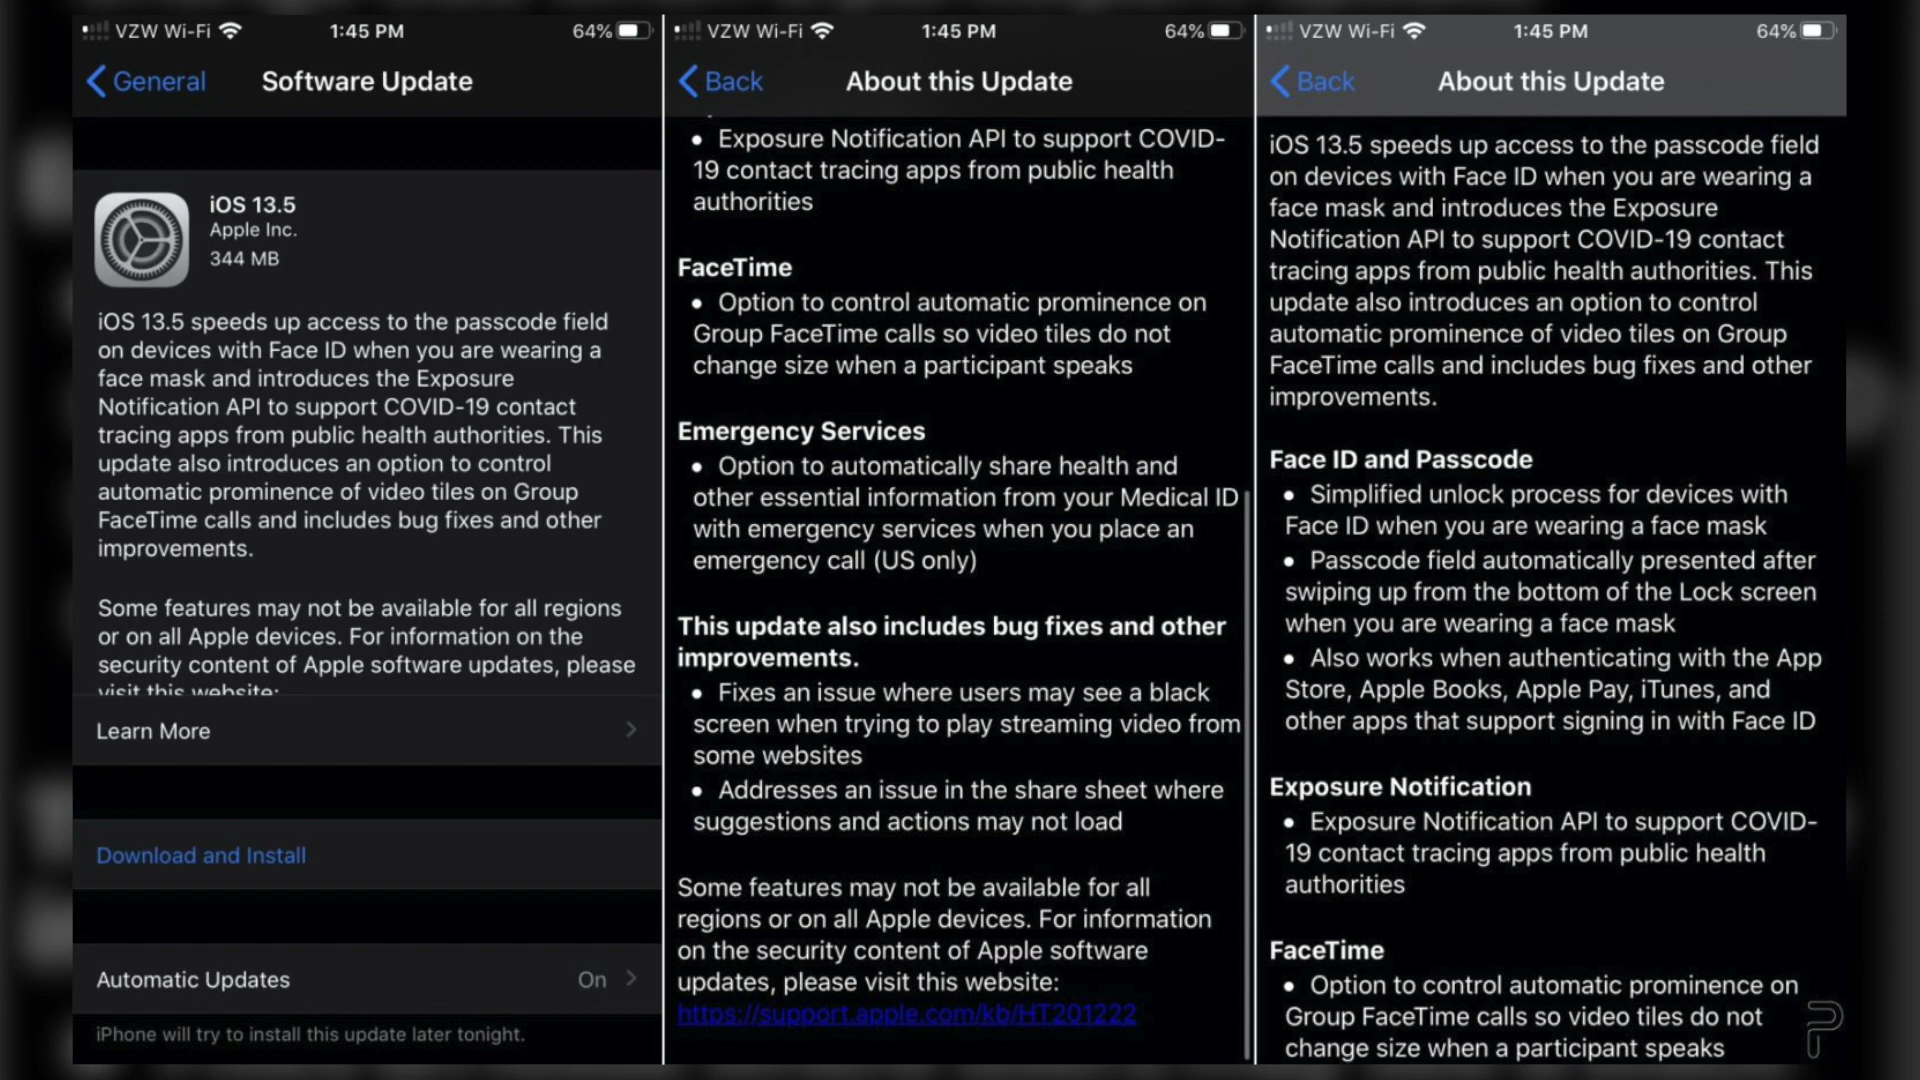 VZW Wi-Fi 1:45 PM 64%
General Software Update
iOS 13.5
Apple Inc.
344 MB
iOS 13.5 speeds up access to the passcode field
on devices with Face ID when you are wearing a
face mask and introduces the Exposure
Notification API to support COVID-19 contact
tracing apps from public health authorities. This
update also introduces an option to control
automatic prominence of video tiles on Group
FaceTime calls and includes bug fixes and other
improvements.
Some features may not be available for all regions
or on all Apple devices. For information on the
security content of Apple software updates, please
visit this website:
Learn More
Download and Install
Automatic Updates On
iPhone will try to install this update later tonight.
VZW Wi-Fi 1:45 PM 64%
Back About this Update
• Exposure Notification API to support COVID-
19 contact tracing apps from public health
authorities
FaceTime
• Option to control automatic prominence on
Group FaceTime calls so video tiles do not
change size when a participant speaks
Emergency Services
• Option to automatically share health and
other essential information from your Medical ID
with emergency services when you place an
emergency call (US only)
This update also includes bug fixes and other
improvements.
• Fixes an issue where users may see a black
screen when trying to play streaming video from
some websites
• Addresses an issue in the share sheet where
suggestions and actions may not load
Some features may not be available for all
regions or on all Apple devices. For information
on the security content of Apple software
updates, please visit this website:
https://support.apple.com/kb/HT201222
VZW Wi-Fi 1:45 PM 64%
Back About this Update
iOS 13.5 speeds up access to the passcode field
on devices with Face ID when you are wearing a
face mask and introduces the Exposure
Notification API to support COVID-19 contact
tracing apps from public health authorities. This
update also introduces an option to control
automatic prominence of video tiles on Group
FaceTime calls and includes bug fixes and other
improvements.
Face ID and Passcode
• Simplified unlock process for devices with
Face ID when you are wearing a face mask
• Passcode field automatically presented after
swiping up from the bottom of the Lock screen
when you are wearing a face mask
• Also works when authenticating with the App
Store, Apple Books, Apple Pay, iTunes, and
other apps that support signing in with Face ID
Exposure Notification
• Exposure Notification API to support COVID-
19 contact tracing apps from public health
authorities
FaceTime
• Option to control automatic prominence on
Group FaceTime calls so video tiles do not
change size when a participant speaks